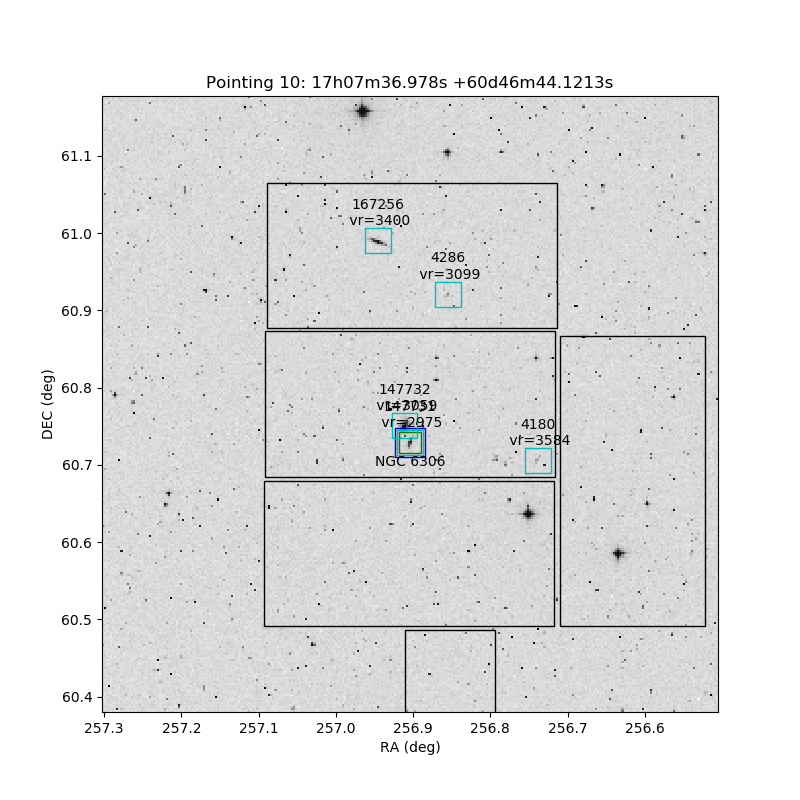 Pointing 10: 17h07m36.978s +60d46m44.1213s
61.1
61.0
60.9
60.8
60.7
60.6
60.5
60.4
DEC (deg)
167256
vr=3400
4286
vr=3099
147732
vr=2975
4180
vr=3584
NGC 6306
257.3 257.2 257.1 257.0 256.9 256.8 256.7 256.6
RA (deg)